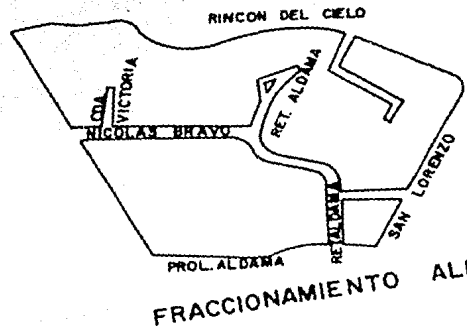 RINCON DEL CIELO
CDA
VICTORIA
RET. ALDAMA
NICOLAS BRAVO
SAN LORENZO
RET. ALDAMA
PROL. ALDAMA
FRACCIONAMIENTO